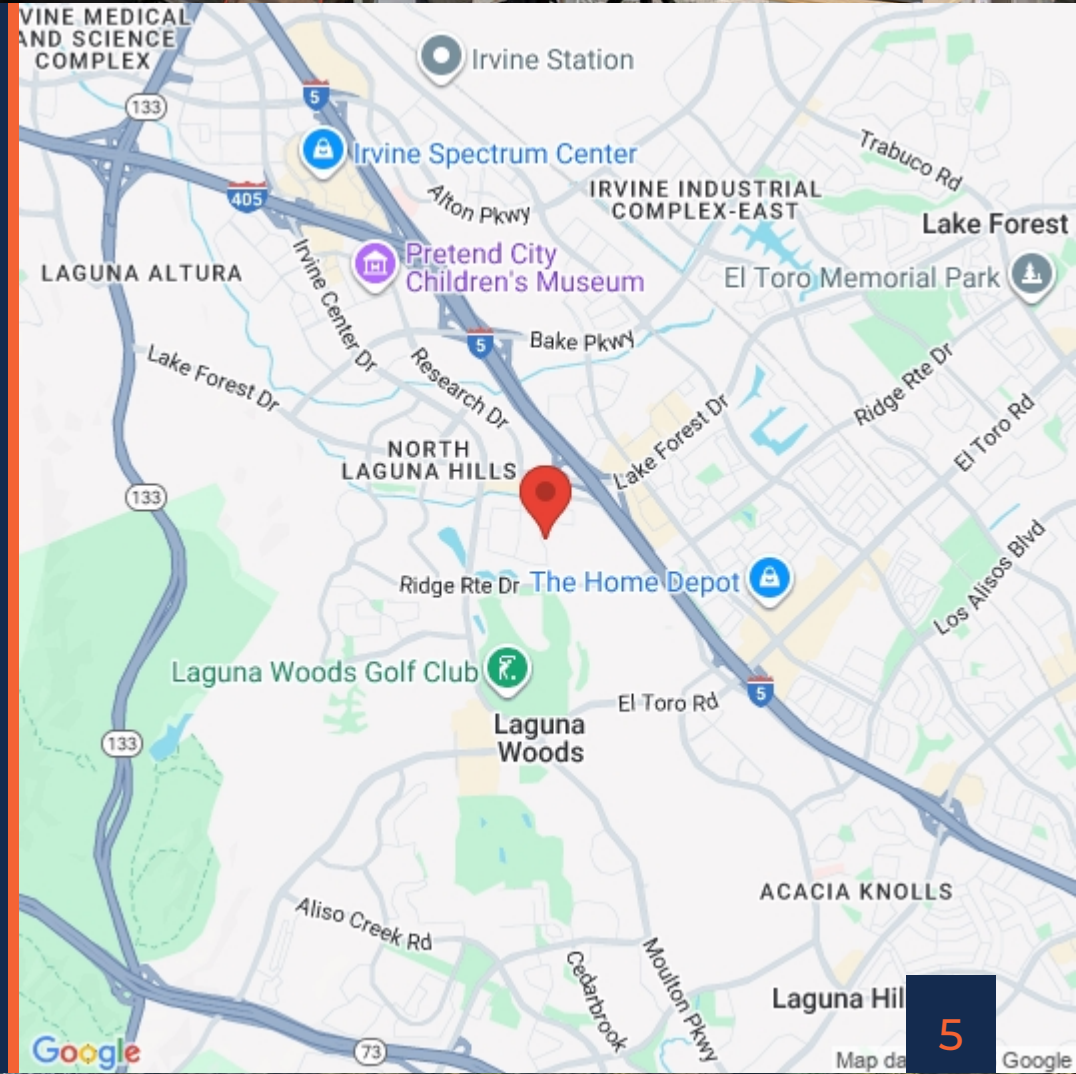 VINE MEDICAL
AND SCIENCE
COMPLEX
Irvine Station
5
133
Irvine Spectrum Center
Trabuco Rd
405
Alton Pkwy
IRVINE INDUSTRIAL
COMPLEX-EAST
Lake Forest
LAGUNA ALTURA
Irvine Center Dr
Pretend City
Children's Museum
El Toro Memorial Park
5
Bake Pkwy
Lake Forest Dr
Research Dr
Ridge Rte Dr
Lake Forest Dr
El Toro Rd
NORTH
LAGUNA HILLS
133
Ridge Rte Dr
The Home Depot
Los Alisos Blvd
Laguna Woods Golf Club
5
El Toro Rd
Laguna
Woods
133
ACACIA KNOLLS
Aliso Creek Rd
Cedarbrook
Moulton Pkwy
Laguna Hil
5
Google
73
Map da
Google